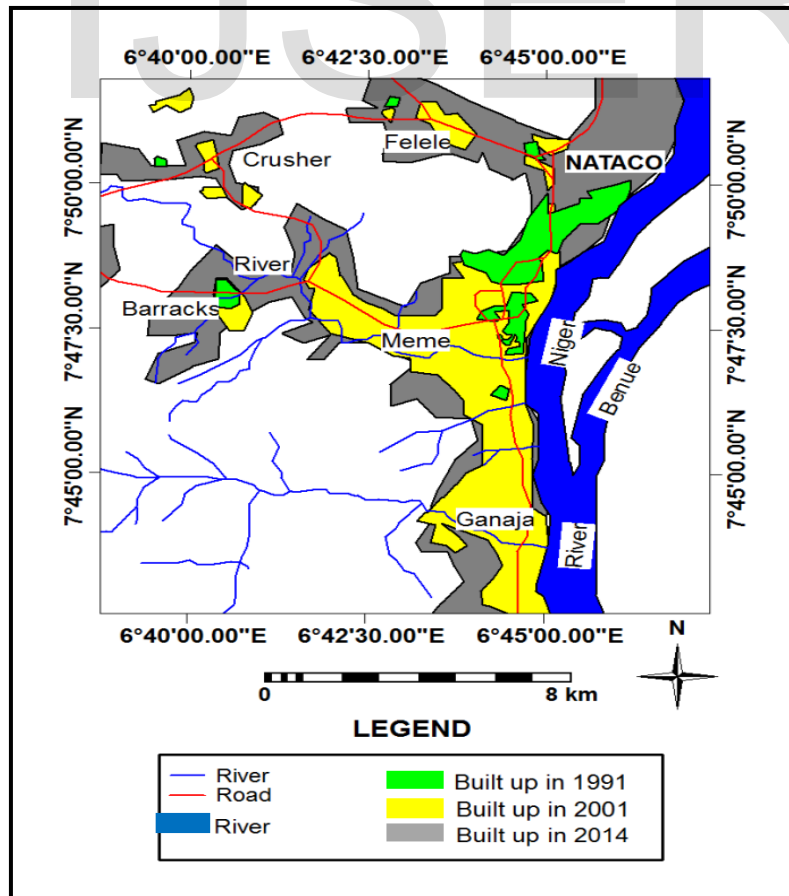 IJSER
6°40'00.00"E 6°42'30.00"E 6°45'00.00"E
7°50'00.00"N
7°47'30.00"N
7°45'00.00"N
7°50'00.00"N
7°47'30.00"N
7°45'00.00"N
Felele
Crusher
NATACO
River
Barracks
Meme
Niger
Benue
Ganaja
River
6°40'00.00"E 6°42'30.00"E 6°45'00.00"E
N
0 8 km
LEGEND
River
Road
River
Built up in 1991
Built up in 2001
Built up in 2014